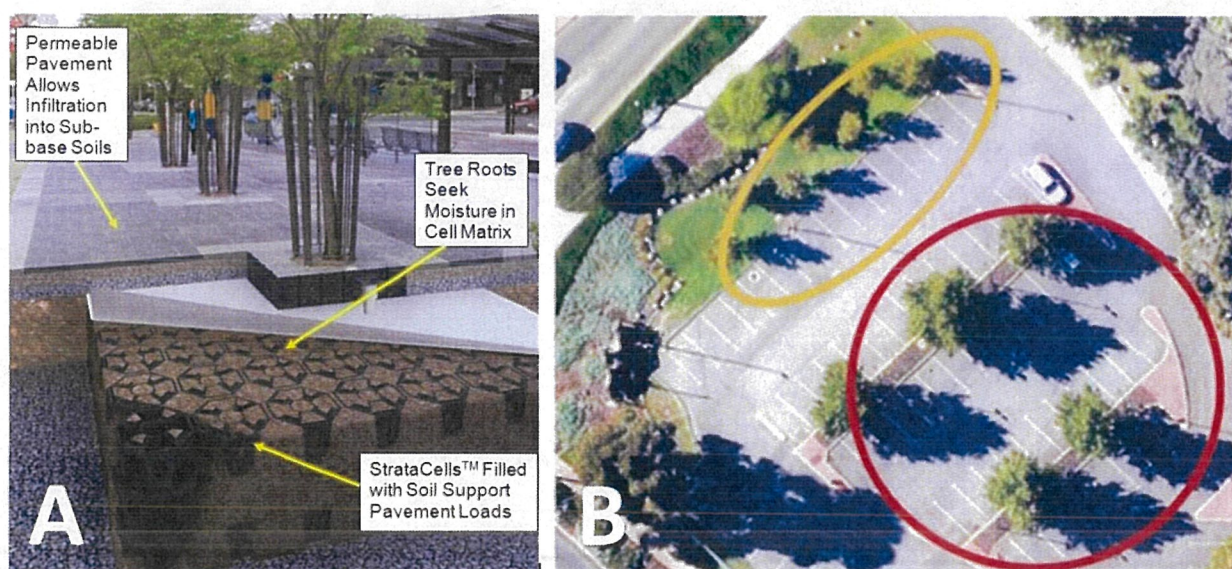 Permeable
Pavement
Allows
Infiltration
into Sub-
base Soils
Tree Roots
Seek
Moisture in
Cell Matrix
StrataCells™ Filled
with Soil Support
Pavement Loads
A
B